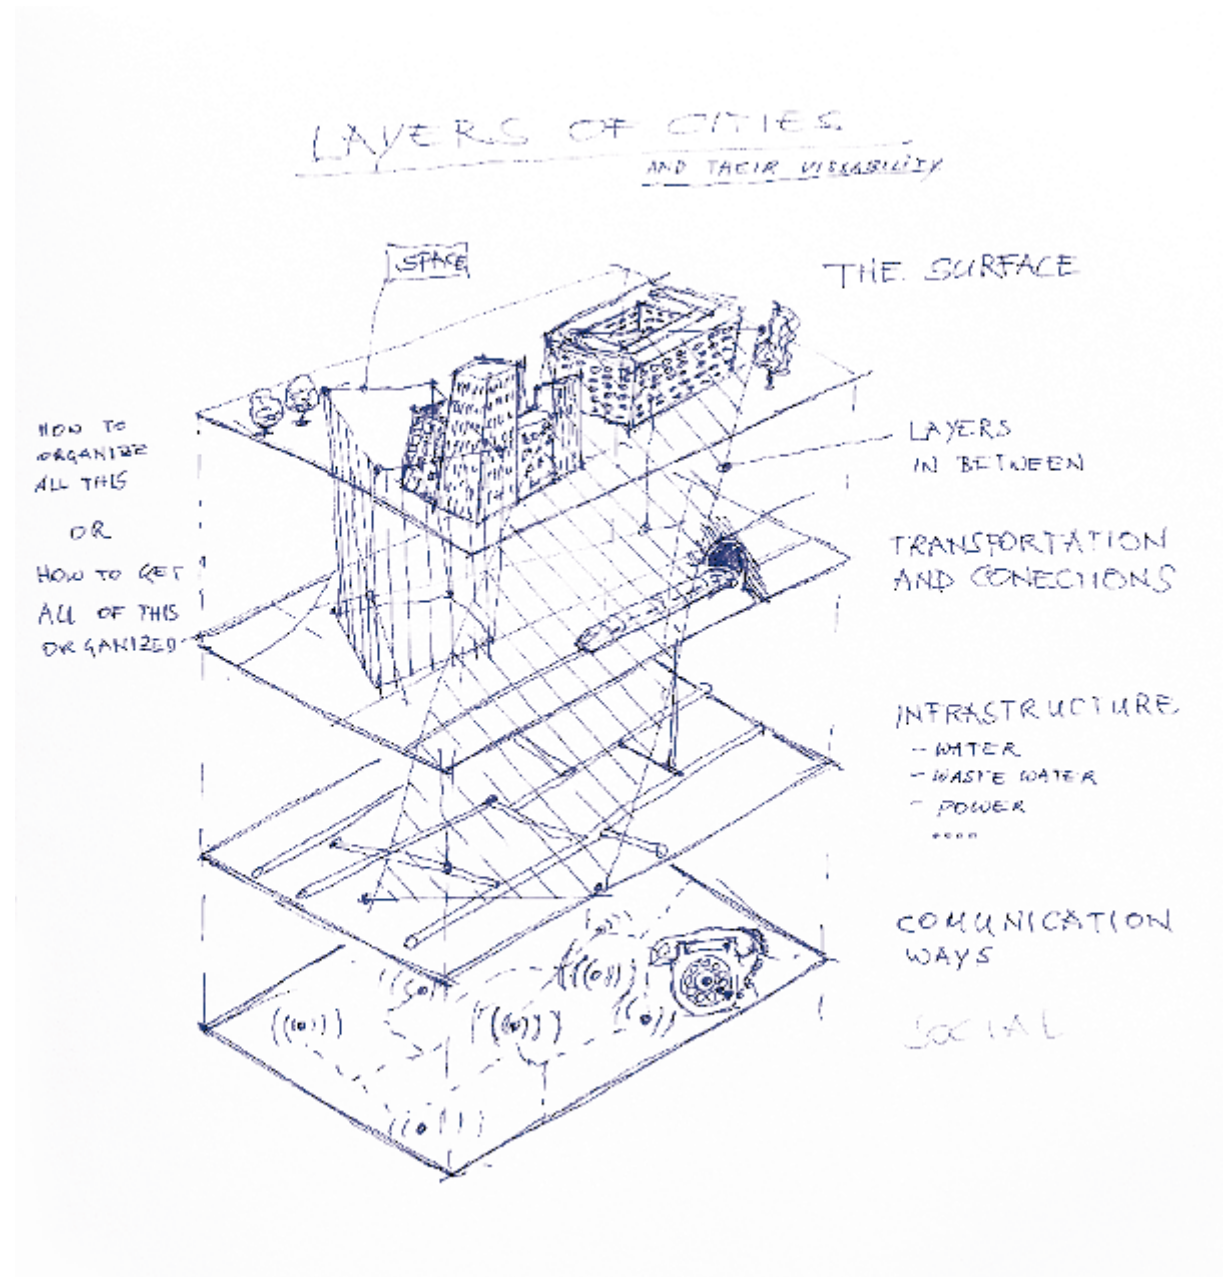 LAYERS OF CITIES
AND THEIR VISSABILITY
SPACE
THE SURFACE
HOW TO
ORGANIZE
ALL THIS
OR
HOW TO GET
ALL OF THIS
ORGANIZED
LAYERS
IN BETWEEN
TRANSPORTATION
AND CONECTIONS
INFRASTRUCTURE
- WATER
- WASTE WATER
- POWER
....
COMUNICATION
WAYS
SOCIAL